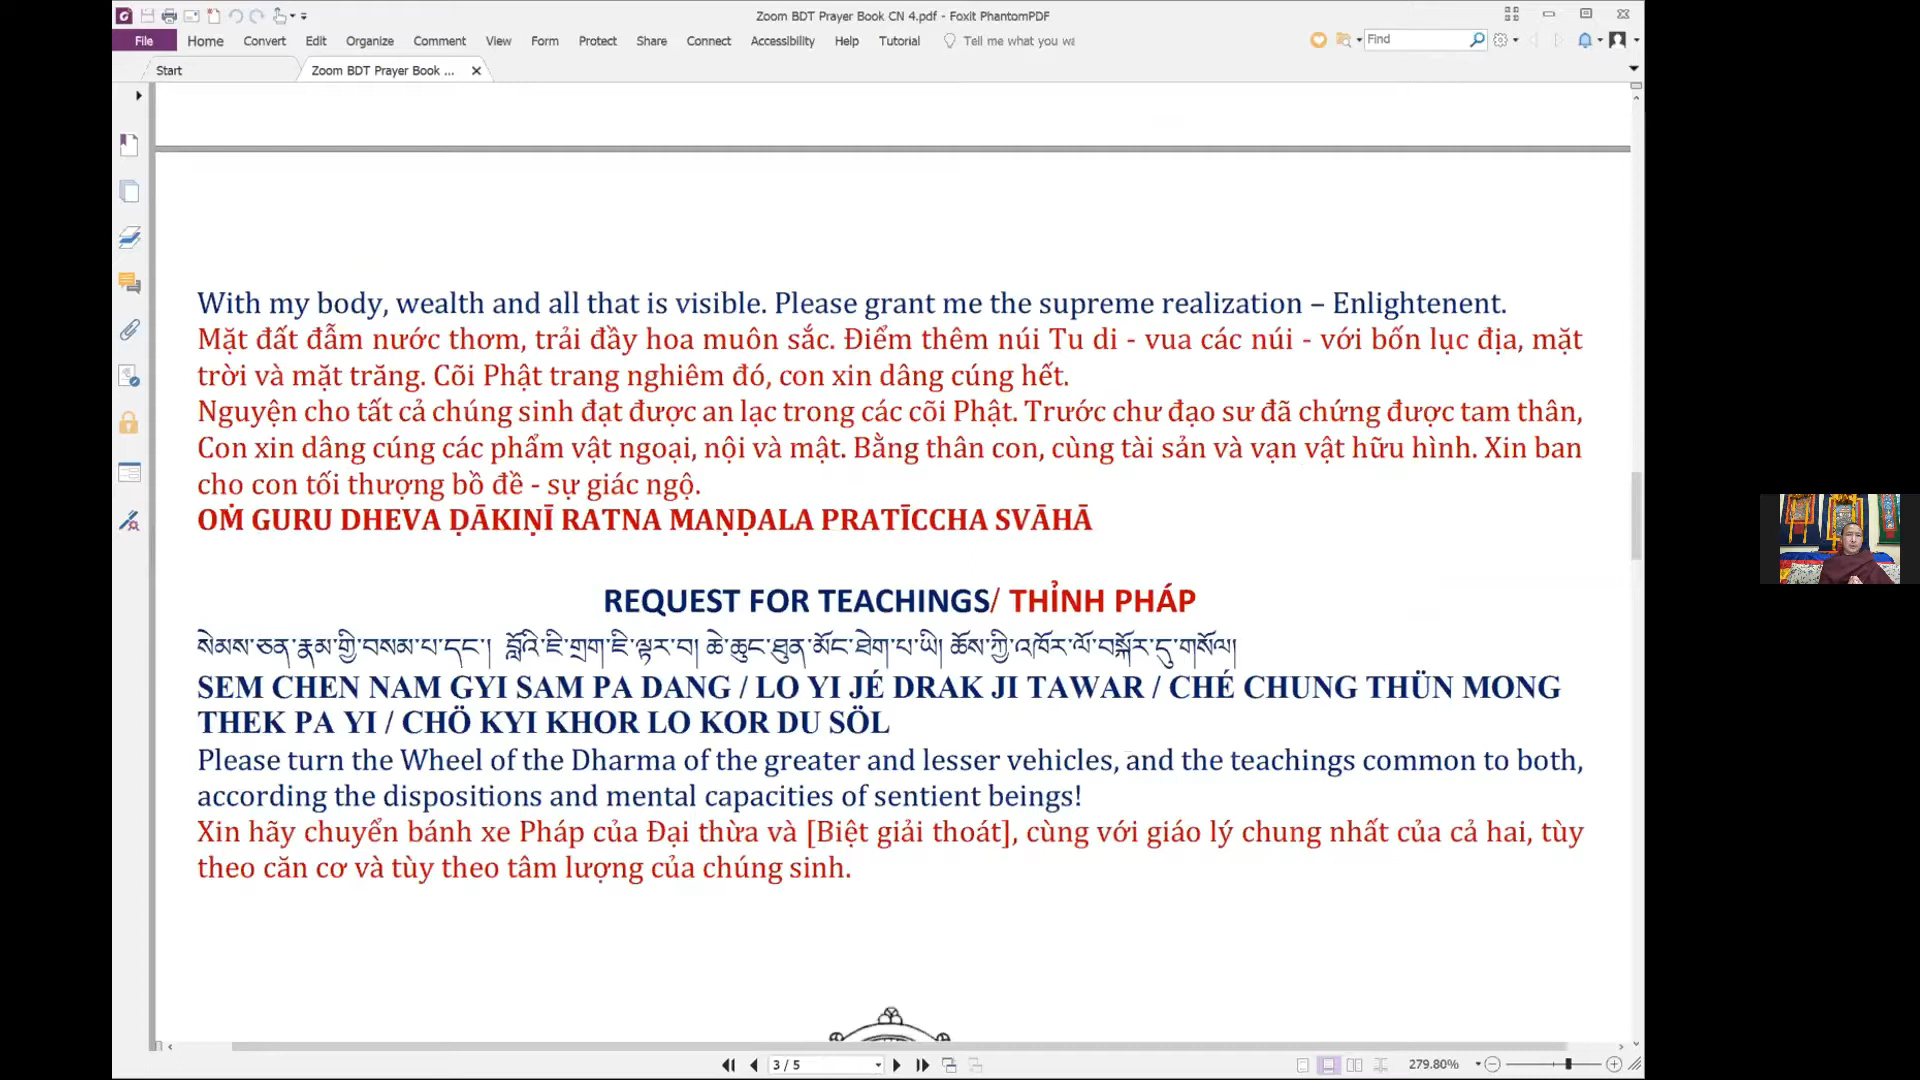 Zoom BDT Prayer Book CN 4.pdf - Foxit PhantomPDF
File Home Convert Edit Organize Comment View Form Protect Share Connect Accessibility Help Tutorial Tell me what you wa Find
Start Zoom BDT Prayer Book ...
With my body, wealth and all that is visible. Please grant me the supreme realization – Enlightenent.
Mặt đất đẫm nước thơm, trải đầy hoa muôn sắc. Điểm thêm núi Tu di - vua các núi - với bốn lục địa, mặt
trời và mặt trăng. Cõi Phật trang nghiêm đó, con xin dâng cúng hết.
Nguyện cho tất cả chúng sinh đạt được an lạc trong các cõi Phật. Trước chư đạo sư đã chứng được tam thân,
Con xin dâng cúng các phẩm vật ngoại, nội và mật. Bằng thân con, cùng tài sản và vạn vật hữu hình. Xin ban
cho con tối thượng bồ đề - sự giác ngộ.
OṀ GURU DHEVA ḌĀKIṆĪ RATNA MAṆḌALA PRATĪCCHA SVĀHĀ
REQUEST FOR TEACHINGS/ THỈNH PHÁP
སེམས་ཅན་རྣམ་གྱི་བསམ་པ་དང་། བློའི་ཇི་གྲག་ཇི་ལྟར་བ། ཆེ་ཆུང་ཐུན་མོང་ཐེག་པ་ཡི། ཆོས་ཀྱི་འཁོར་ལོ་བསྐོར་དུ་གསོལ།
SEM CHEN NAM GYI SAM PA DANG / LO YI JÉ DRAK JI TAWAR / CHÉ CHUNG THÜN MONG
THEK PA YI / CHÖ KYI KHOR LO KOR DU SÖL
Please turn the Wheel of the Dharma of the greater and lesser vehicles, and the teachings common to both,
according the dispositions and mental capacities of sentient beings!
Xin hãy chuyển bánh xe Pháp của Đại thừa và [Biệt giải thoát], cùng với giáo lý chung nhất của cả hai, tùy
theo căn cơ và tùy theo tâm lượng của chúng sinh.
3 / 5 279.80%